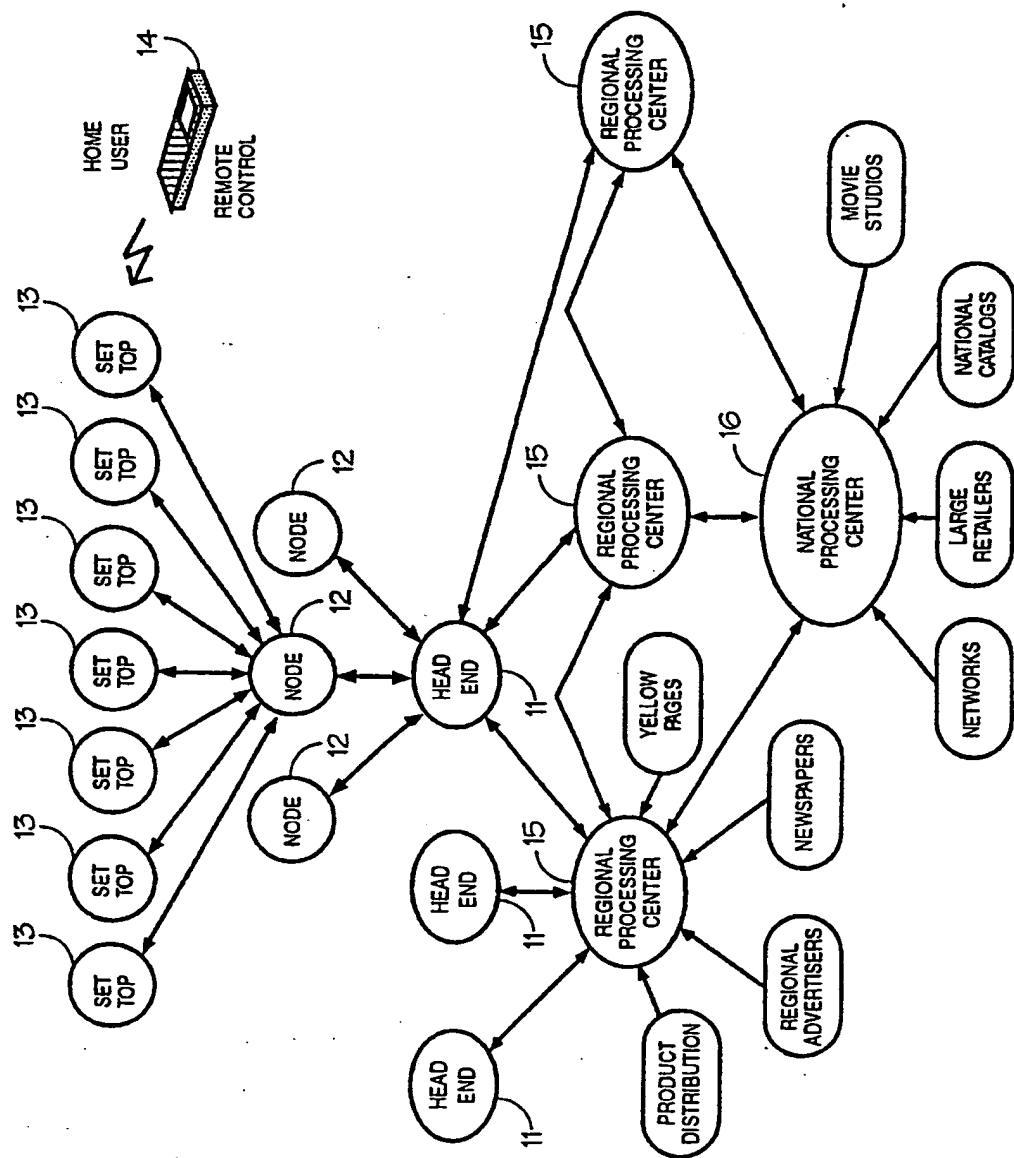 HOME
USER
14
REMOTE
CONTROL
13
SET
TOP
13
SET
TOP
13
SET
TOP
13
SET
TOP
13
SET
TOP
13
SET
TOP
13
SET
TOP
12
NODE
12
NODE
12
NODE
HEAD
END
11
HEAD
END
11
HEAD
END
11
15
REGIONAL
PROCESSING
CENTER
15
REGIONAL
PROCESSING
CENTER
15
REGIONAL
PROCESSING
CENTER
YELLOW
PAGES
PRODUCT
DISTRIBUTION
REGIONAL
ADVERTISERS
NEWSPAPERS
16
NATIONAL
PROCESSING
CENTER
NETWORKS
LARGE
RETAILERS
NATIONAL
CATALOGS
MOVIE
STUDIOS